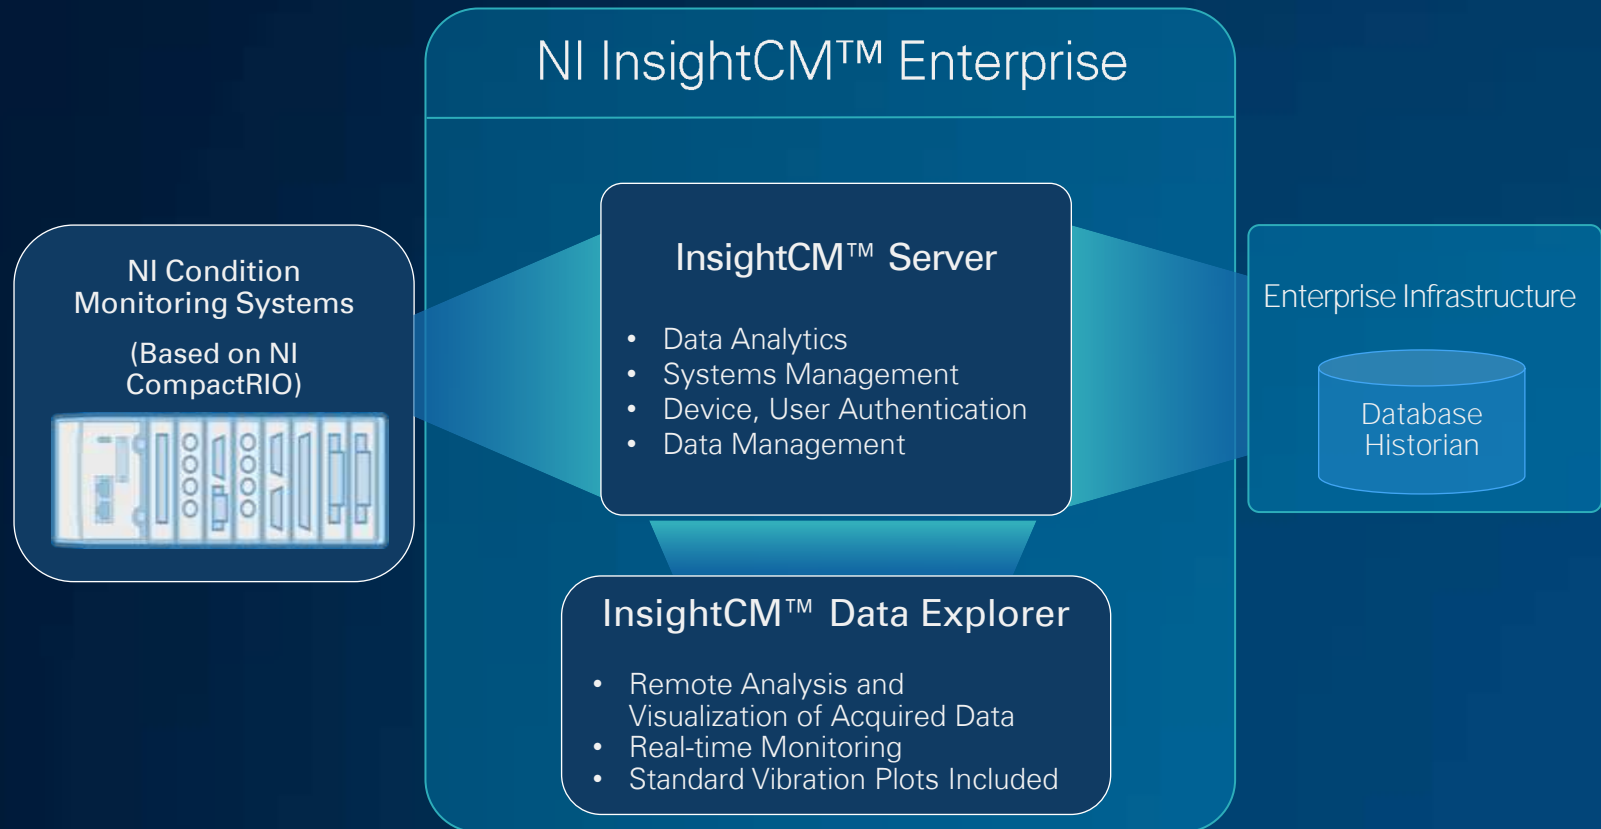 NI InsightCM™ Enterprise
NI Condition
Monitoring Systems
(Based on NI
CompactRIO)
InsightCM™ Server
• Data Analytics
• Systems Management
• Device, User Authentication
• Data Management
Enterprise Infrastructure
Database
Historian
InsightCM™ Data Explorer
• Remote Analysis and
Visualization of Acquired Data
• Real-time Monitoring
• Standard Vibration Plots Included